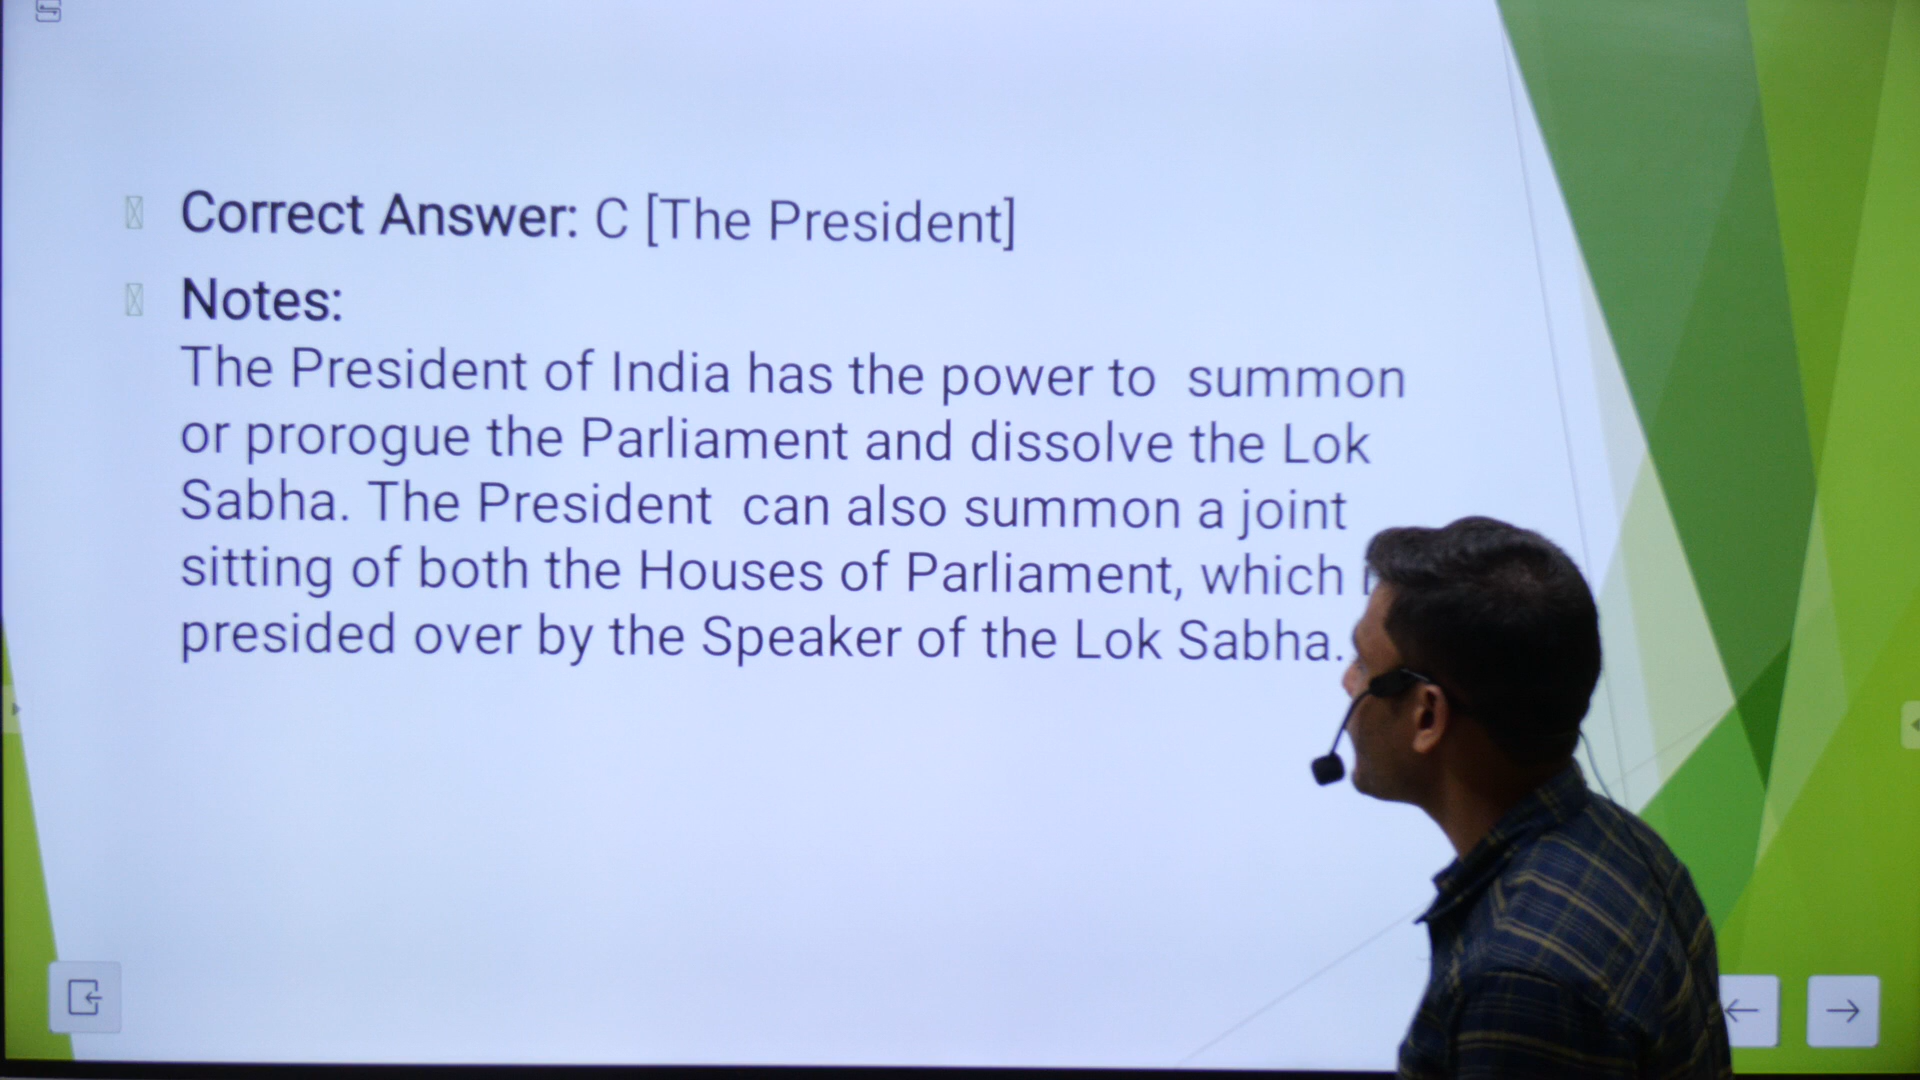 Correct Answer: C [The President]
Notes:
The President of India has the power to summon
or prorogue the Parliament and dissolve the Lok
Sabha. The President can also summon a joint
sitting of both the Houses of Parliament, which
presided over by the Speaker of the Lok Sabha.